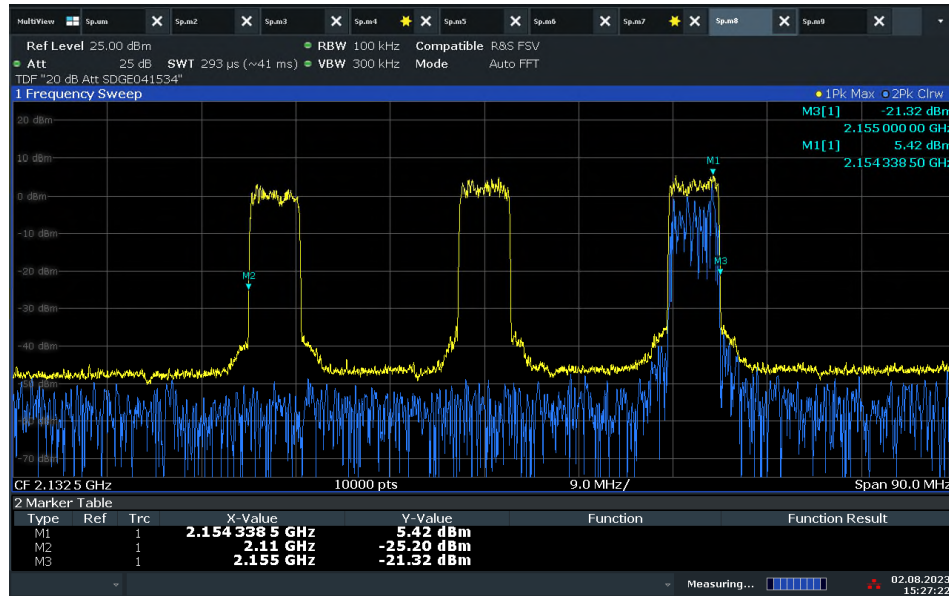 MultiView Sp.um Sp.m2 Sp.m3 Sp.m4 Sp.m5 Sp.m6 Sp.m7 Sp.m8 Sp.m9
Ref Level 25.00 dBm RBW 100 kHz Compatible R&S FSV
Att 25 dB SWT 293 µs (~41 ms) VBW 300 kHz Mode Auto FFT
TDF "20 dB Att SDGE041534"
1 Frequency Sweep 1Pk Max 2Pk Clrw
M3[1] -21.32 dBm
2.155 000 00 GHz
M1[1] 5.42 dBm
2.154 338 50 GHz
20 dBm
10 dBm
M1
0 dBm
-10 dBm
M3
-20 dBm
M2
-30 dBm
-40 dBm
-50 dBm
-70 dBm
CF 2.1325 GHz 10000 pts 9.0 MHz/ Span 90.0 MHz
2 Marker Table
Type Ref Trc X-Value Y-Value Function Function Result
M1 1 2.154 338 5 GHz 5.42 dBm
M2 1 2.11 GHz -25.20 dBm
M3 1 2.155 GHz -21.32 dBm
Measuring... 02.08.2023
15:27:22